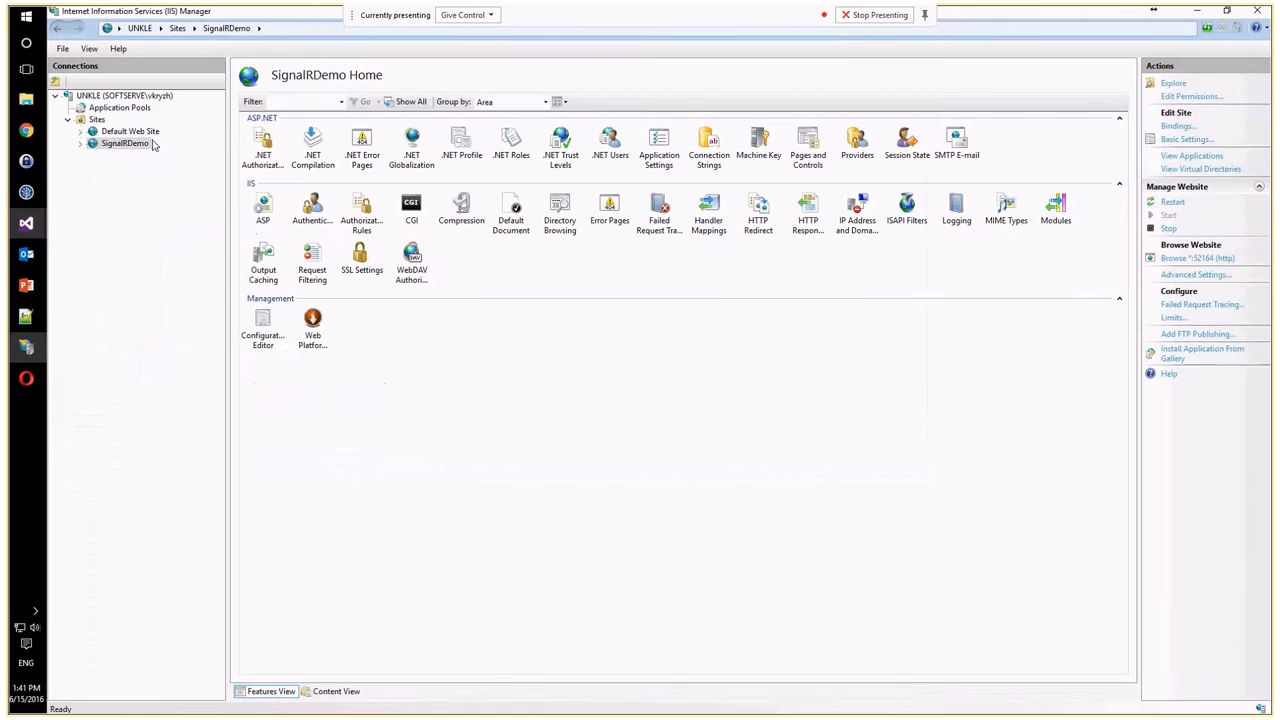 Internet Information Services (IIS) Manager
Currently presenting
Give Control
Stop Presenting
UNKLE
Sites
SignalRDemo
File
View
Help
Connections
UNKLE (SOFTSERVE\vkryzh)
Application Pools
Sites
Default Web Site
SignalRDemo
SignalRDemo Home
Filter:
Go
Show All
Group by:
Area
ASP.NET
.NET Authorizat...
.NET Compilation
.NET Error Pages
.NET Globalization
.NET Profile
.NET Roles
.NET Trust Levels
.NET Users
Application Settings
Connection Strings
Machine Key
Pages and Controls
Providers
Session State
SMTP E-mail
IIS
ASP
Authentic...
Authorizat... Rules
CGI
Compression
Default Document
Directory Browsing
Error Pages
Failed Request Tra...
Handler Mappings
HTTP Redirect
HTTP Respon...
IP Address and Doma...
ISAPI Filters
Logging
MIME Types
Modules
Output Caching
Request Filtering
SSL Settings
WebDAV Authori...
Management
Configurat... Editor
Web Platfor...
Features View
Content View
Ready
Actions
Explore
Edit Permissions...
Edit Site
Bindings...
Basic Settings...
View Applications
View Virtual Directories
Manage Website
Restart
Start
Stop
Browse Website
Browse *:52164 (http)
Advanced Settings...
Configure
Failed Request Tracing...
Limits...
Add FTP Publishing...
Install Application From
Gallery
Help
ENG
1:41 PM
6/15/2016